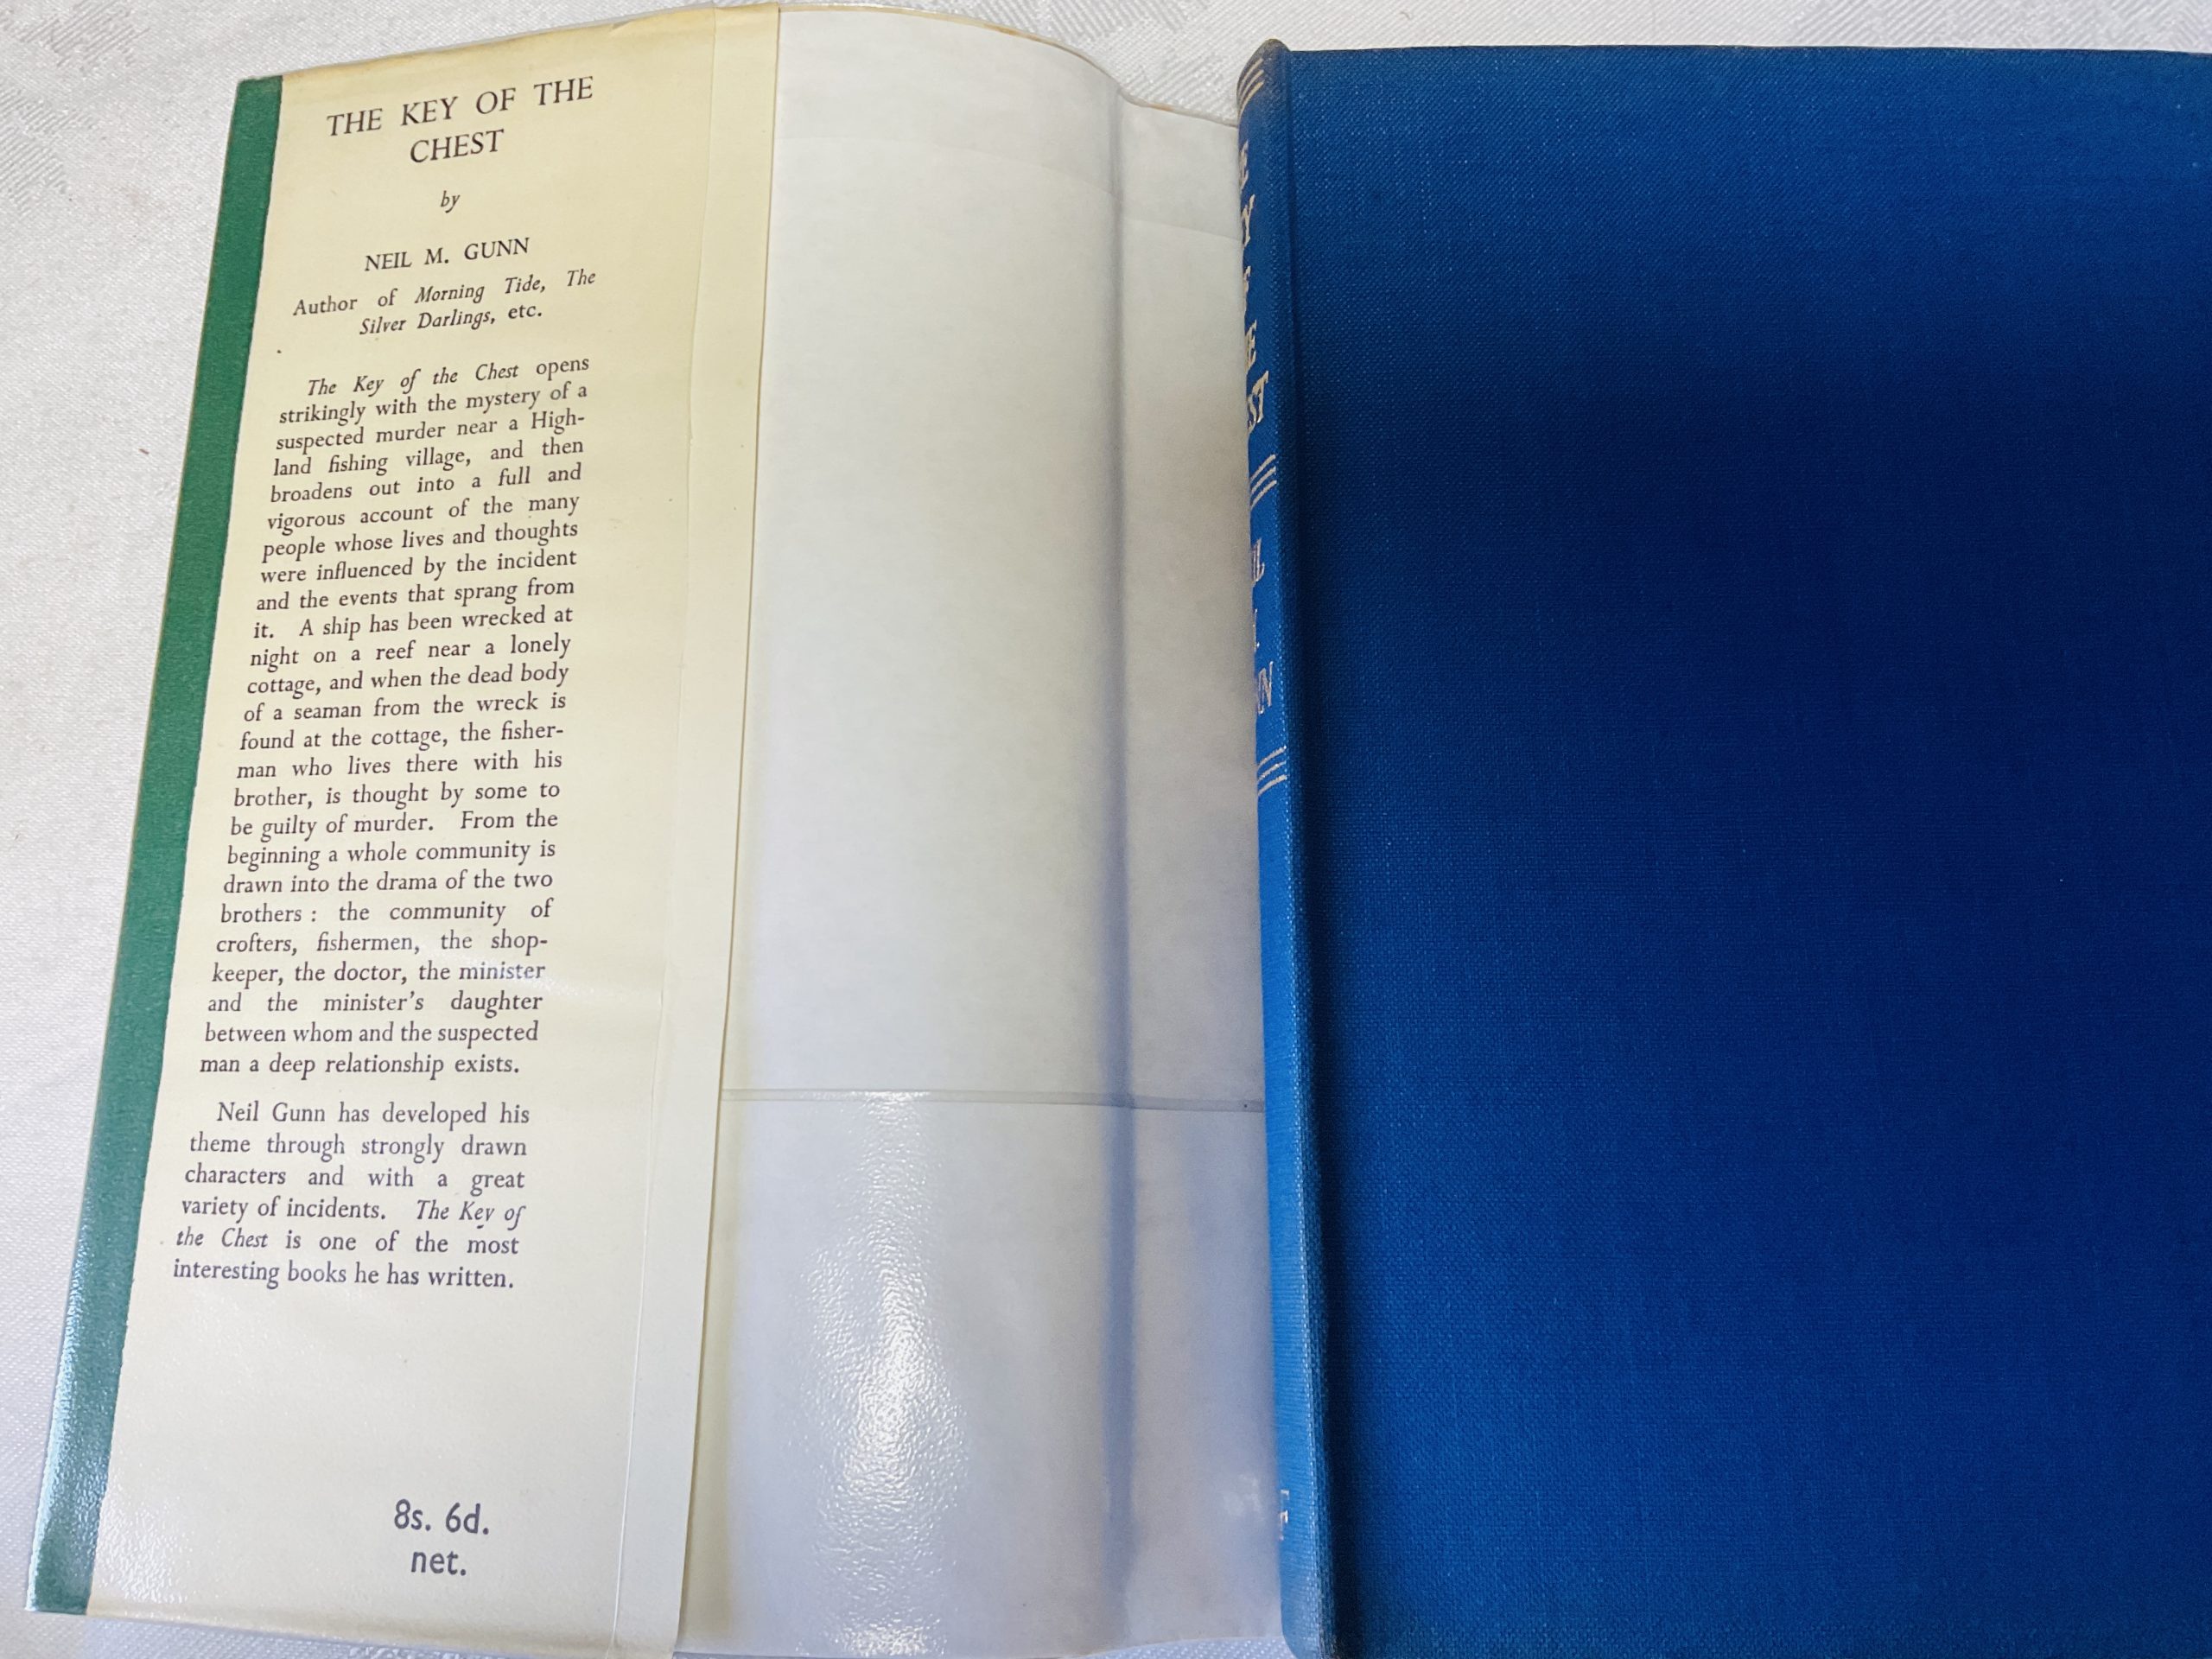 THE KEY OF THE
CHEST
by
NEIL M. GUNN
Author of Morning Tide, The
Silver Darlings, etc.
The Key of the Chest opens
strikingly with the mystery of a
suspected murder near a High-
land fishing village, and then
broadens out into a full and
vigorous account of the many
people whose lives and thoughts
were influenced by the incident
and the events that sprang from
it. A ship has been wrecked at
night on a reef near a lonely
cottage, and when the dead body
of a seaman from the wreck is
found at the cottage, the fisher-
man who lives there with his
brother, is thought by some to
be guilty of murder. From the
beginning a whole community is
drawn into the drama of the two
brothers : the community of
crofters, fishermen, the shop-
keeper, the doctor, the minister
and the minister's daughter
between whom and the suspected
man a deep relationship exists.
Neil Gunn has developed his
theme through strongly drawn
characters and with a great
variety of incidents. The Key of
the Chest is one of the most
interesting books he has written.
8s. 6d.
net.